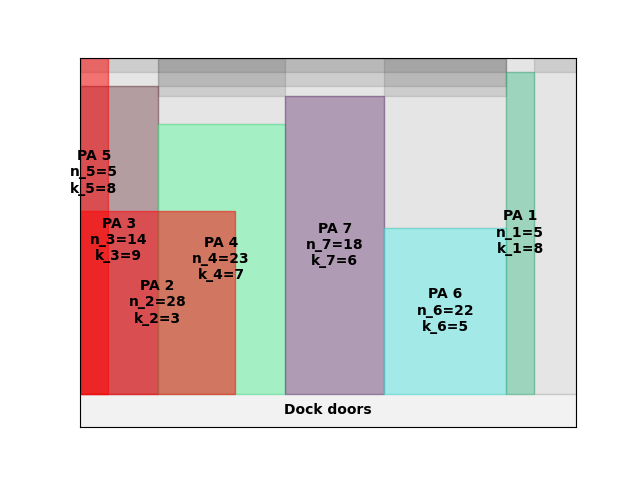 PA 5
n_5=5
k_5=8
PA 3
n_3=14
k_3=9
PA 2
n_2=28
k_2=3
PA 4
n_4=23
k_4=7
PA 7
n_7=18
k_7=6
PA 6
n_6=22
k_6=5
PA 1
n_1=5
k_1=8
Dock doors